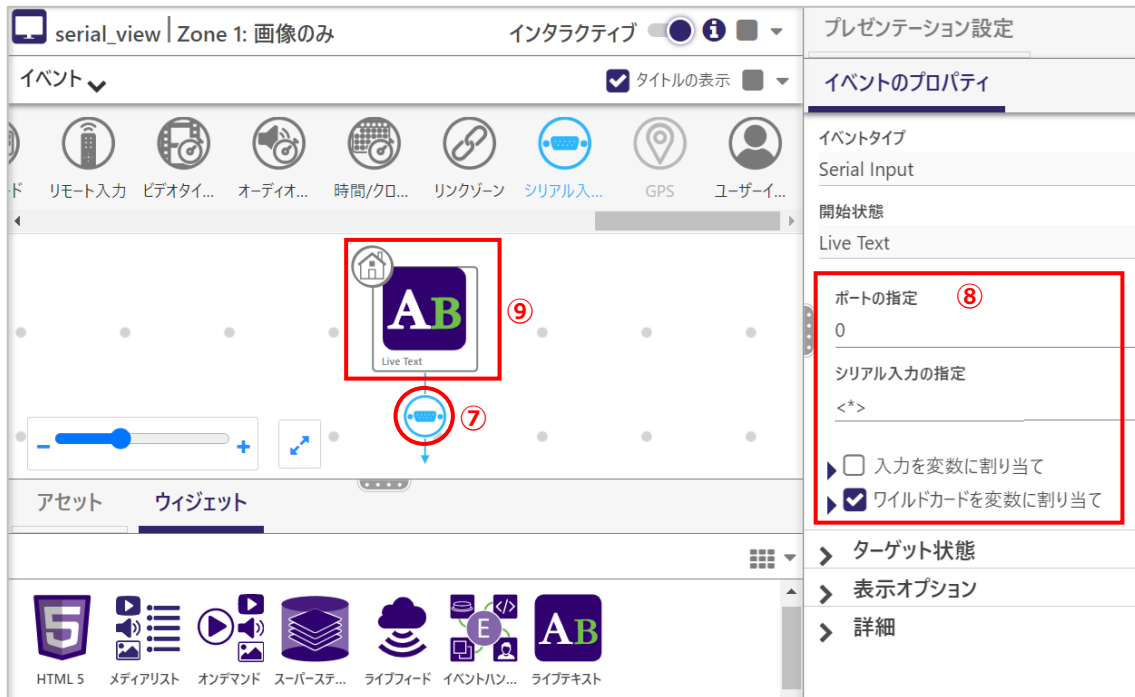 serial_view | Zone 1: 画像のみ
インタラクティブ
i
イベント
タイトルの表示
ド
リモート入力
ビデオタイ...
オーディオ...
時間/クロ...
リンクゾーン
シリアル入...
GPS
ユーザーイ...
AB
Live Text
⑨
⑦
アセット
ウィジェット
5
E
AB
HTML 5
メディアリスト
オンデマンド
スーパーステ...
ライブフィード
イベントハン...
ライブテキスト
プレゼンテーション設定
イベントのプロパティ
イベントタイプ
Serial Input
開始状態
Live Text
ポートの指定
⑧
0
シリアル入力の指定
<*>
入力を変数に割り当て
ワイルドカードを変数に割り当て
ターゲット状態
表示オプション
詳細